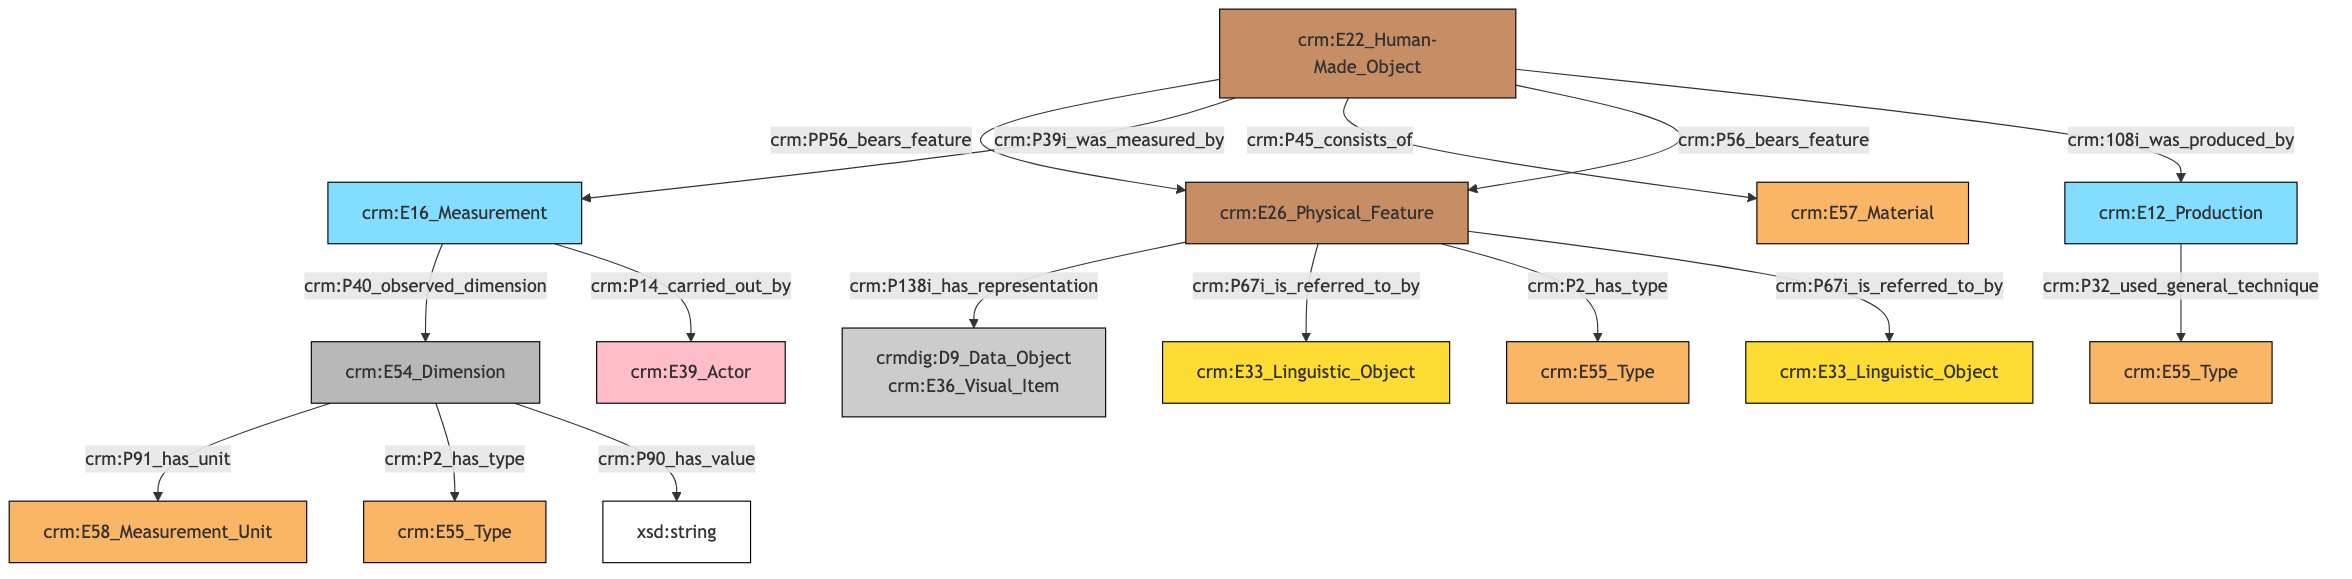 crm:E22_Human-
Made_Object
crm:PP56_bears_feature
crm:P39i_was_measured_by
crm:P45_consists_of
crm:P56_bears_feature
crm:108i_was_produced_by
crm:E16_Measurement
crm:E26_Physical_Feature
crm:E57_Material
crm:E12_Production
crm:P40_observed_dimension
crm:P14_carried_out_by
crm:P138i_has_representation
crm:P67i_is_referred_to_by
crm:P2_has_type
crm:P67i_is_referred_to_by
crm:P32_used_general_technique
crm:E54_Dimension
crm:E39_Actor
crmdig:D9_Data_Object
crm:E36_Visual_Item
crm:E33_Linguistic_Object
crm:E55_Type
crm:E33_Linguistic_Object
crm:E55_Type
crm:P91_has_unit
crm:P2_has_type
crm:P90_has_value
crm:E58_Measurement_Unit
crm:E55_Type
xsd:string